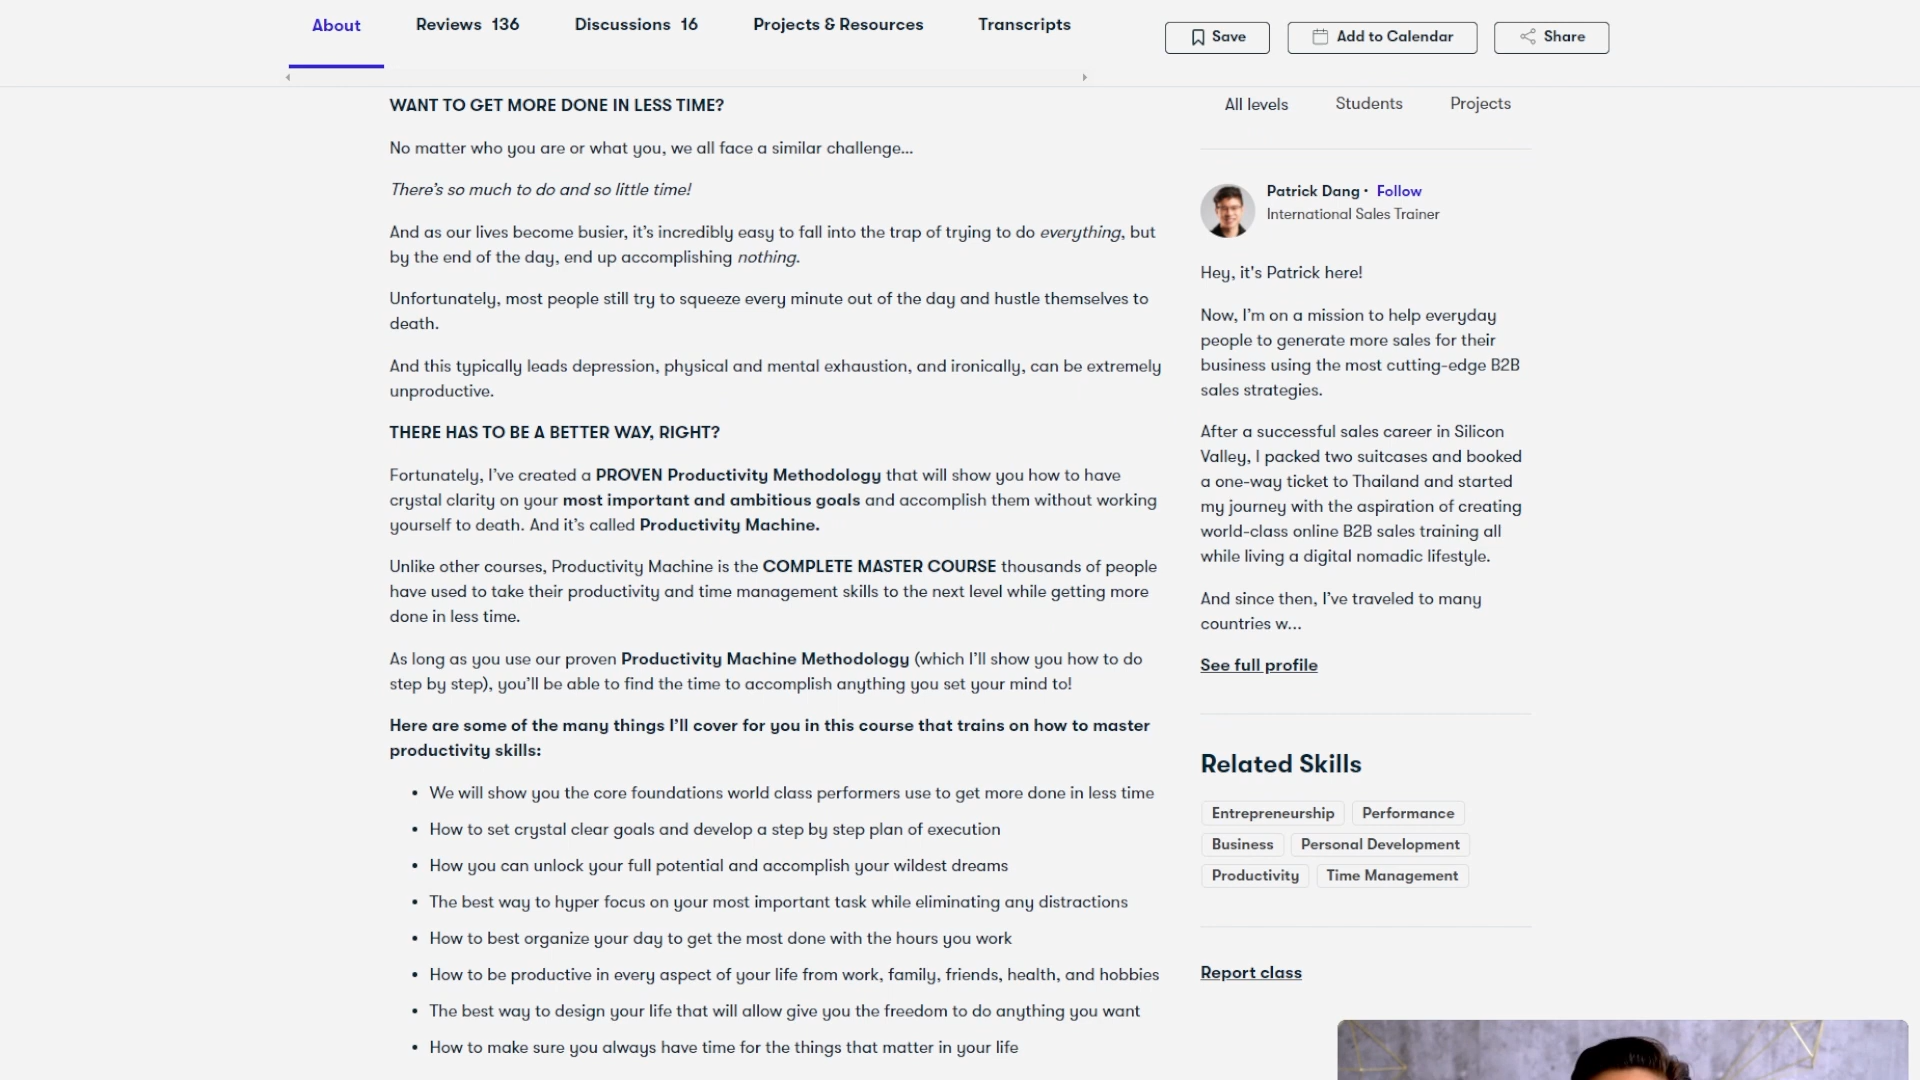 About
Reviews 136
Discussions 16
Projects & Resources
Transcripts
Save
Add to Calendar
Share
WANT TO GET MORE DONE IN LESS TIME?
No matter who you are or what you, we all face a similar challenge...
There's so much to do and so little time!
And as our lives become busier, it's incredibly easy to fall into the trap of trying to do everything, but
by the end of the day, end up accomplishing nothing.
Unfortunately, most people still try to squeeze every minute out of the day and hustle themselves to
death.
And this typically leads depression, physical and mental exhaustion, and ironically, can be extremely
unproductive.
THERE HAS TO BE A BETTER WAY, RIGHT?
Fortunately, I've created a PROVEN Productivity Methodology that will show you how to have
crystal clarity on your most important and ambitious goals and accomplish them without working
yourself to death. And it's called Productivity Machine.
Unlike other courses, Productivity Machine is the COMPLETE MASTER COURSE thousands of people
have used to take their productivity and time management skills to the next level while getting more
done in less time.
As long as you use our proven Productivity Machine Methodology (which I'll show you how to do
step by step), you'll be able to find the time to accomplish anything you set your mind to!
Here are some of the many things I'll cover for you in this course that trains on how to master
productivity skills:
• We will show you the core foundations world class performers use to get more done in less time
• How to set crystal clear goals and develop a step by step plan of execution
• How you can unlock your full potential and accomplish your wildest dreams
• The best way to hyper focus on your most important task while eliminating any distractions
• How to best organize your day to get the most done with the hours you work
• How to be productive in every aspect of your life from work, family, friends, health, and hobbies
• The best way to design your life that will allow give you the freedom to do anything you want
• How to make sure you always have time for the things that matter in your life
All levels
Students
Projects
Patrick Dang · Follow
International Sales Trainer
Hey, it's Patrick here!
Now, I'm on a mission to help everyday
people to generate more sales for their
business using the most cutting-edge B2B
sales strategies.
After a successful sales career in Silicon
Valley, I packed two suitcases and booked
a one-way ticket to Thailand and started
my journey with the aspiration of creating
world-class online B2B sales training all
while living a digital nomadic lifestyle.
And since then, I've traveled to many
countries w...
See full profile
Related Skills
Entrepreneurship
Performance
Business
Personal Development
Productivity
Time Management
Report class